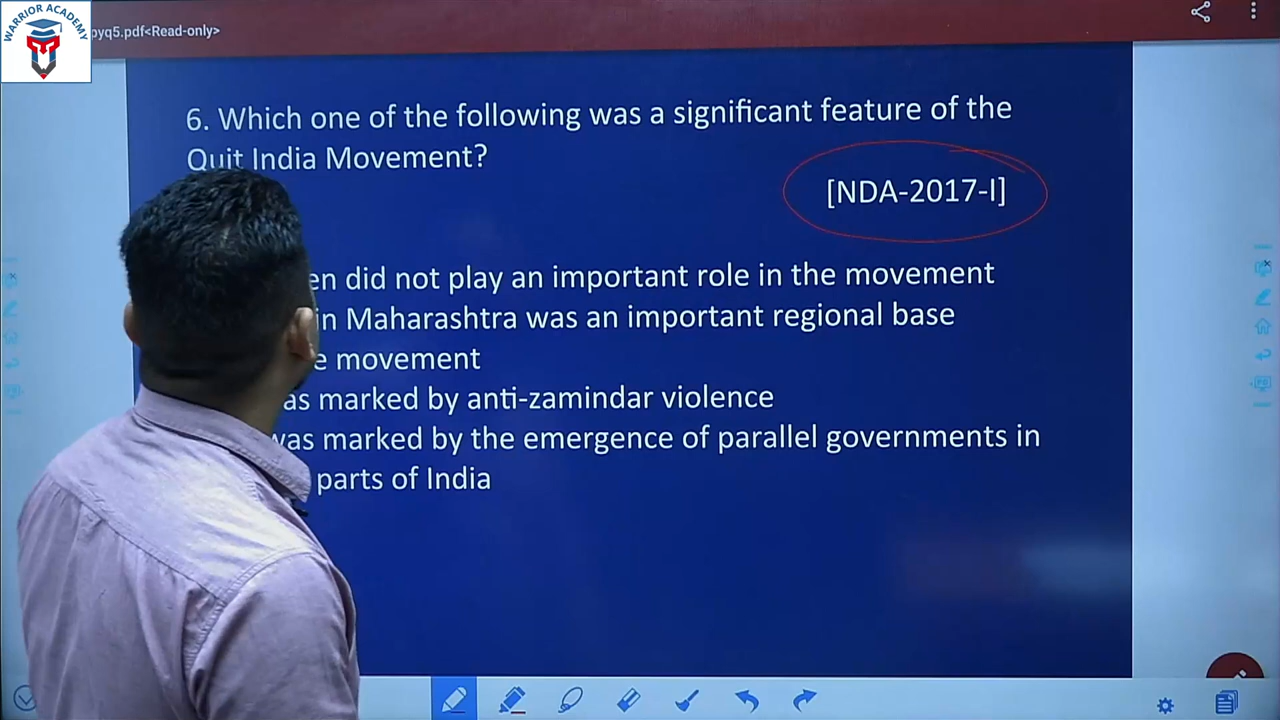 WARRIOR ACADEMY
pyq5.pdf<Read-only>
6. Which one of the following was a significant feature of the
Quit India Movement?
[NDA-2017-I]
did not play an important role in the movement
in Maharashtra was an important regional base
movement
marked by anti-zamindar violence
was marked by the emergence of parallel governments in
parts of India